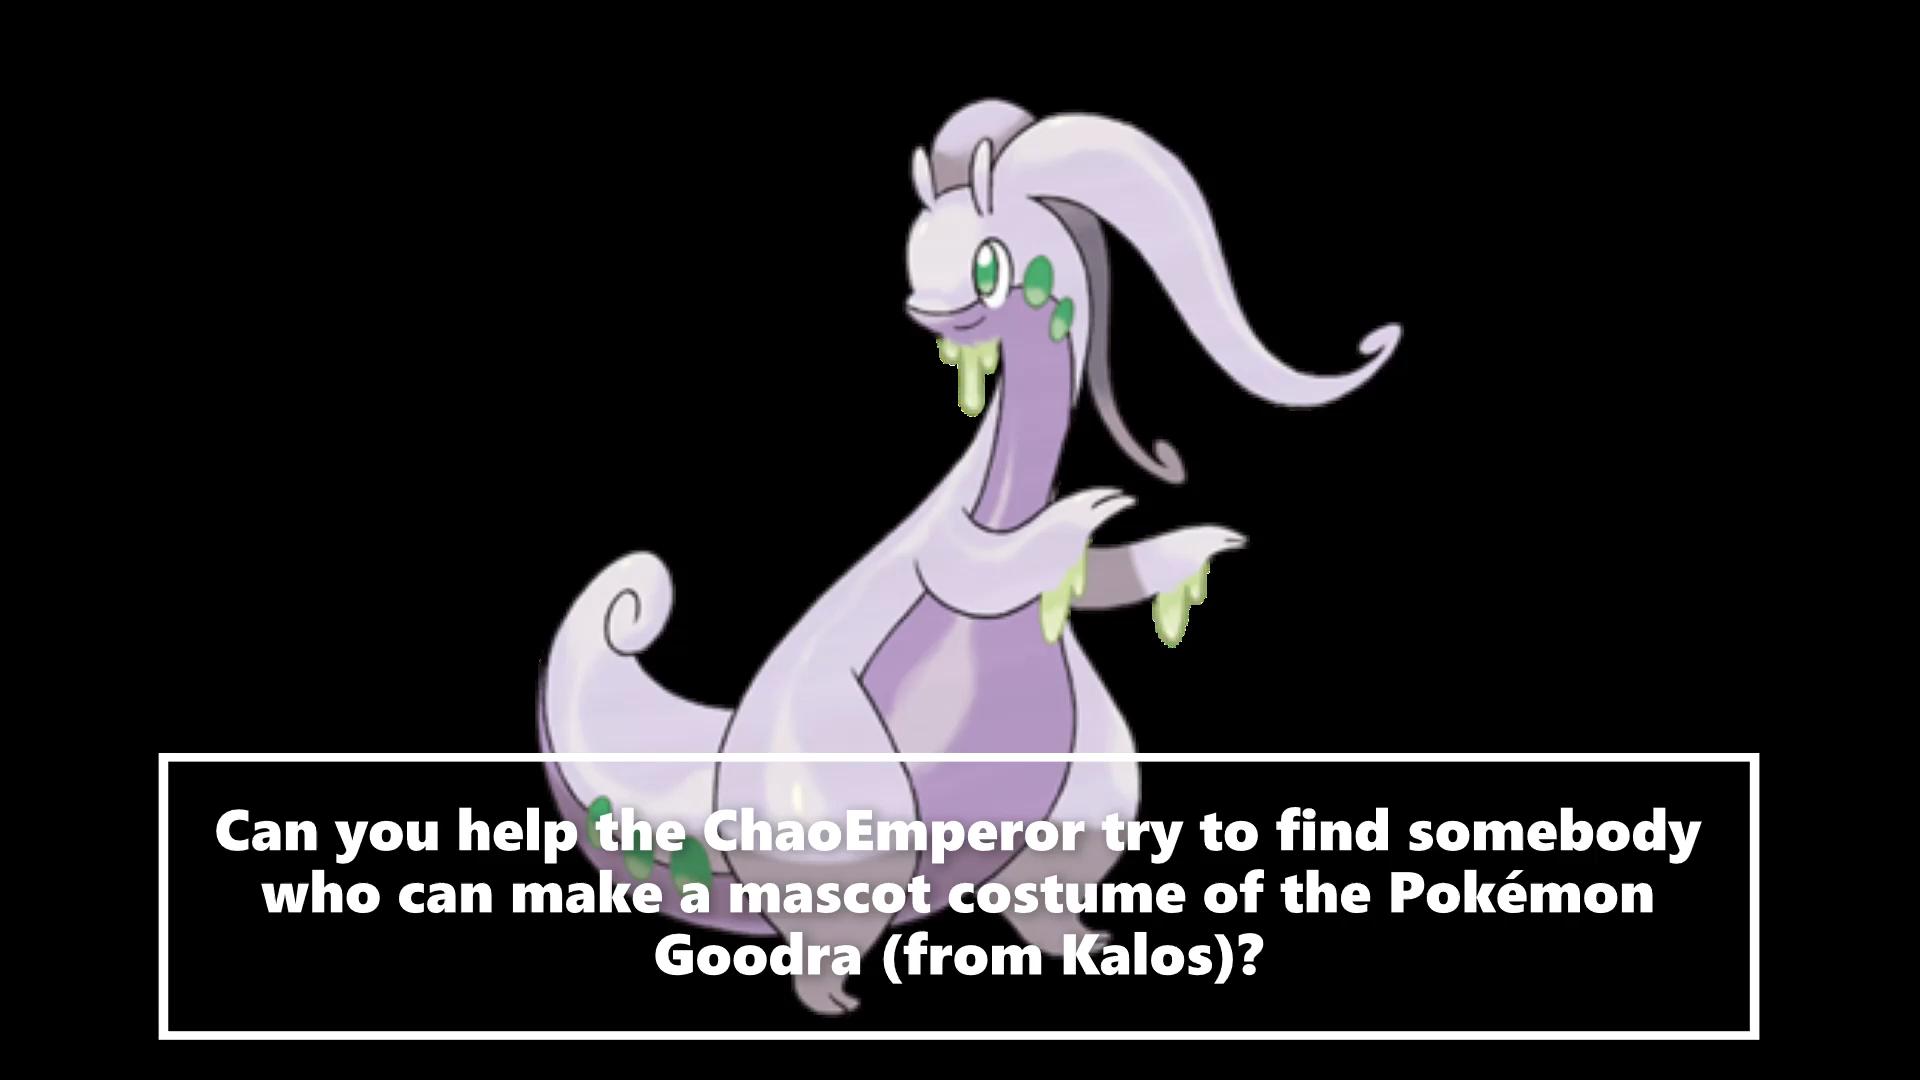 Can you help the ChaoEmperor try to find somebody
who can make a mascot costume of the Pokémon
Goodra (from Kalos)?